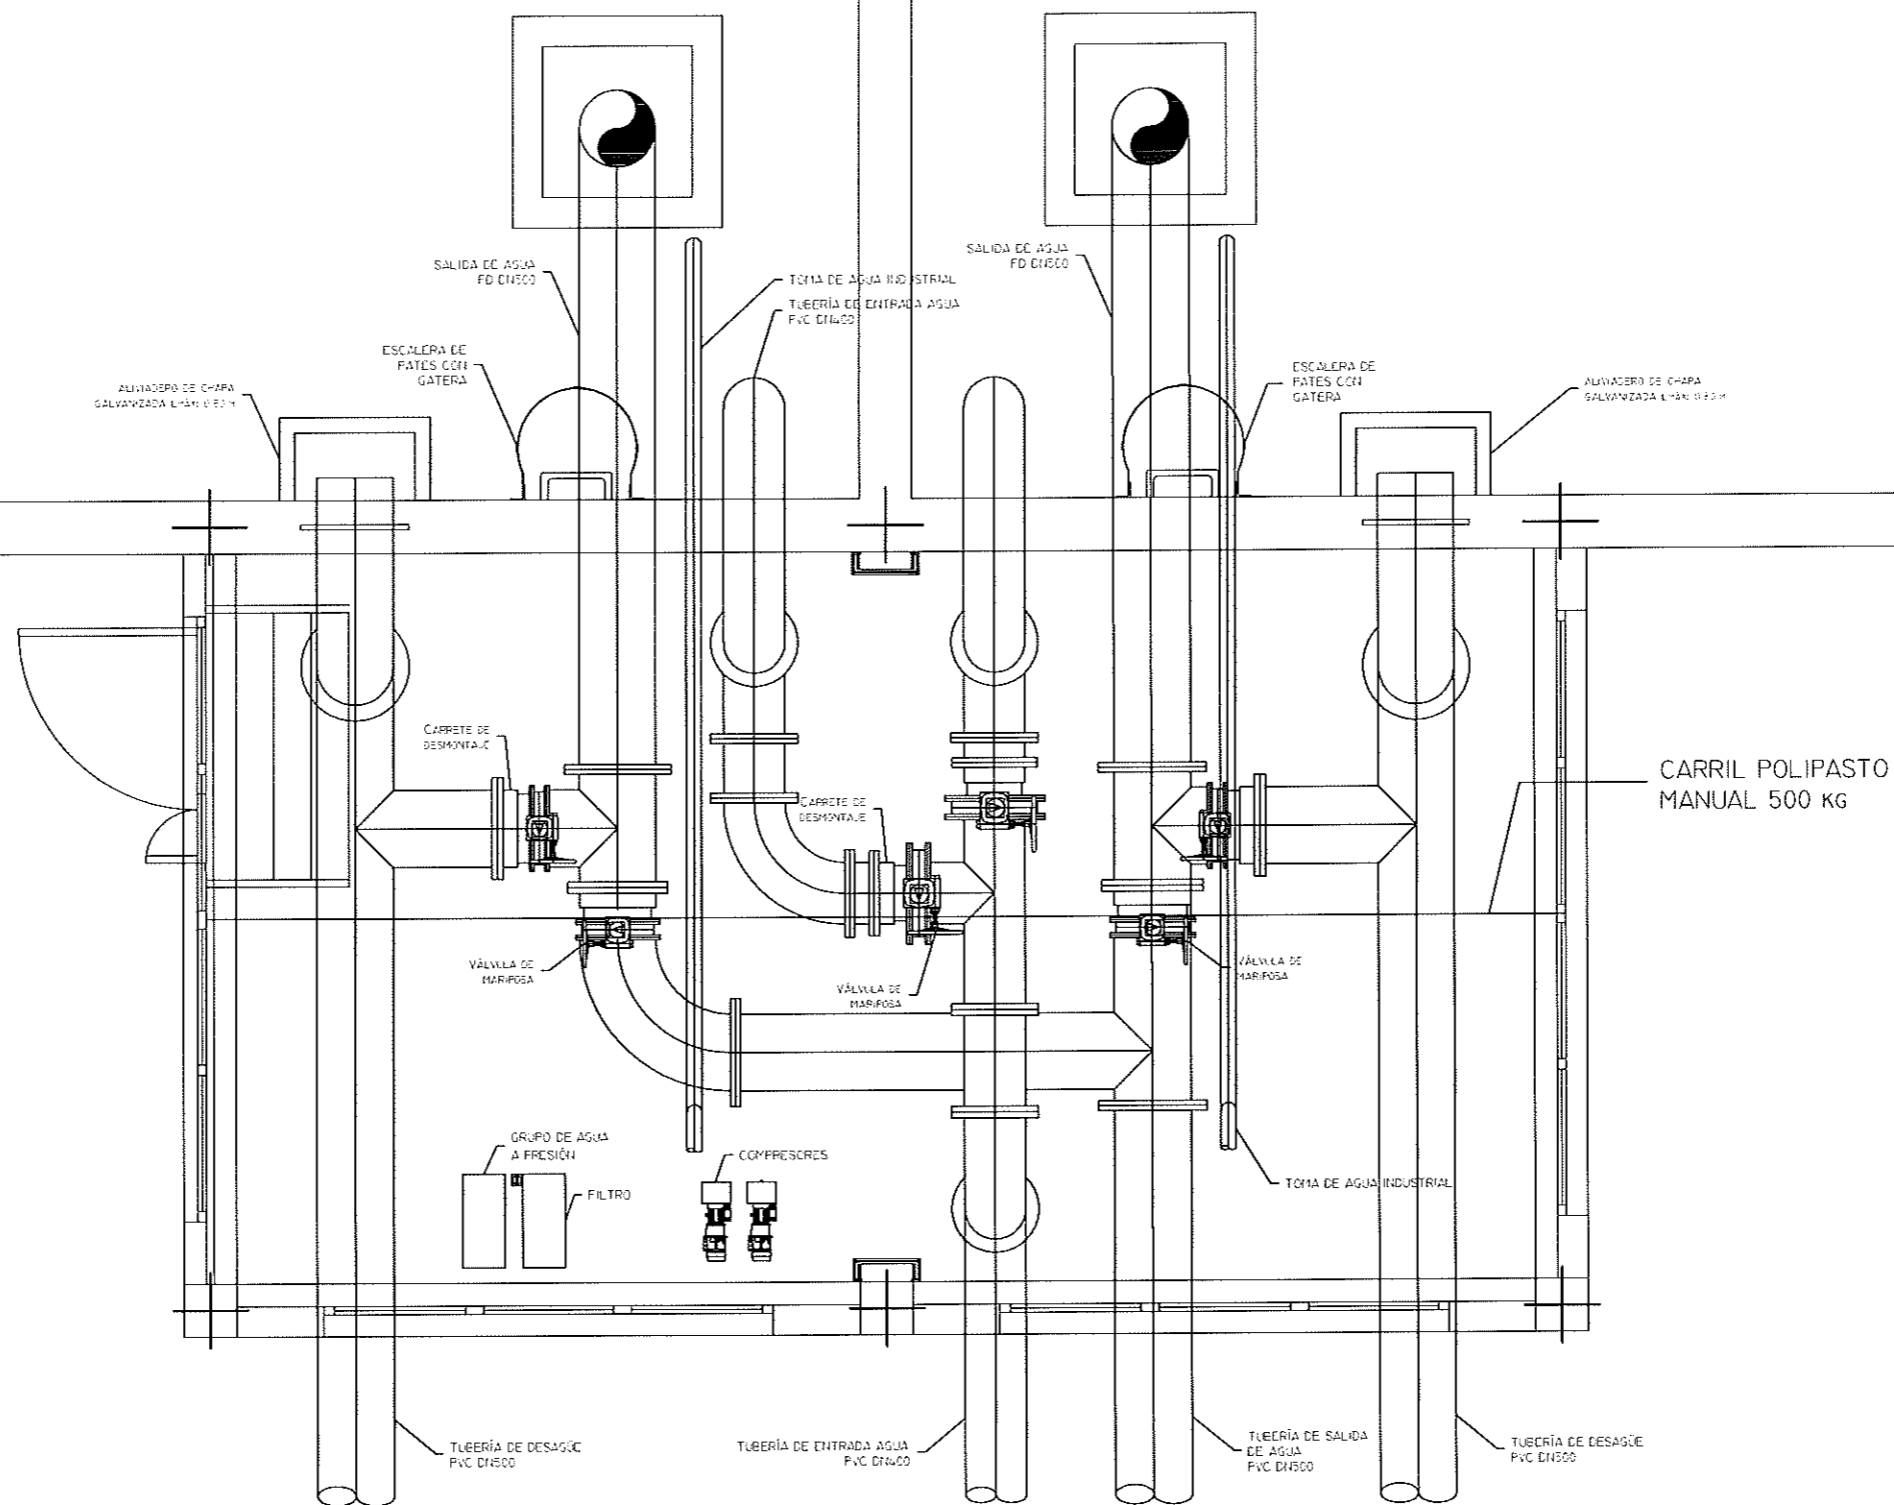 SALIDA DE AGUA
FD DN500
SALIDA DE AGUA
FD DN500
TOMA DE AGUA INDUSTRIAL
TUBERÍA DE ENTRADA AGUA
PVC DN400
ESCALERA DE
PATES CON
GATERA
ESCALERA DE
PATES CON
GATERA
ALIVIADERO DE CHAPA
GALVANIZADA
ALIVIADERO DE CHAPA
GALVANIZADA
CARRETE DE
DESMONTAJE
CARRETE DE
DESMONTAJE
CARRIL POLIPASTO
MANUAL 500 KG
VÁLVULA DE
MARIPOSA
VÁLVULA DE
MARIPOSA
VÁLVULA DE
MARIPOSA
GRUPO DE AGUA
A PRESIÓN
FILTRO
COMPRESORES
TOMA DE AGUA INDUSTRIAL
TUBERÍA DE DESAGÜE
PVC DN500
TUBERÍA DE ENTRADA AGUA
PVC DN400
TUBERÍA DE SALIDA
DE AGUA
PVC DN500
TUBERÍA DE DESAGÜE
PVC DN500